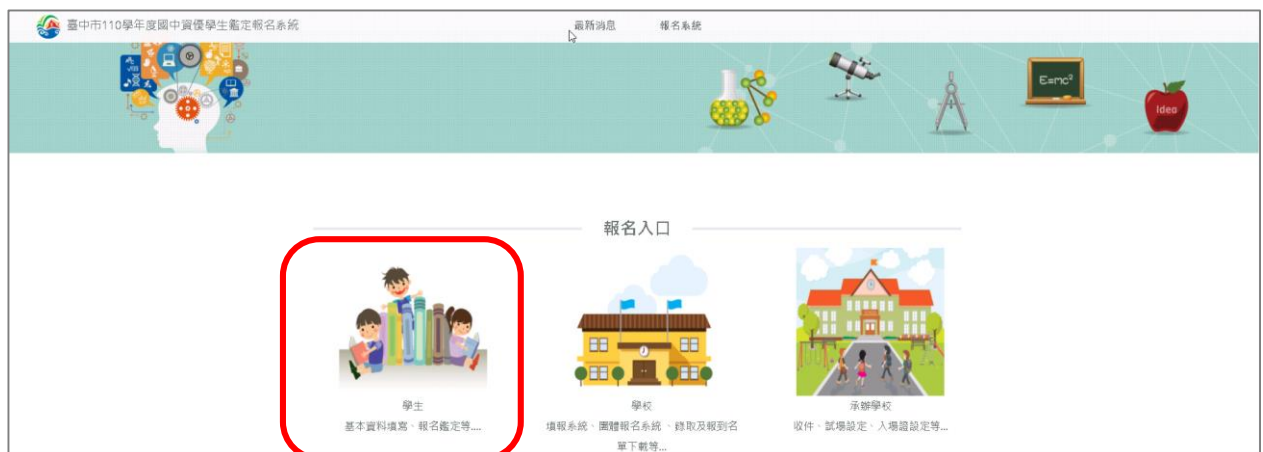 臺中市110學年度國中資優學生鑑定報名系統
最新消息 報名系統
E=mc²
Idea
報名入口
學生
基本資料填寫、報名鑑定等....
學校
填報系統、團體報名系統、錄取及報到名
單下載等...
承辦學校
收件、試場設定、入場證設定等...